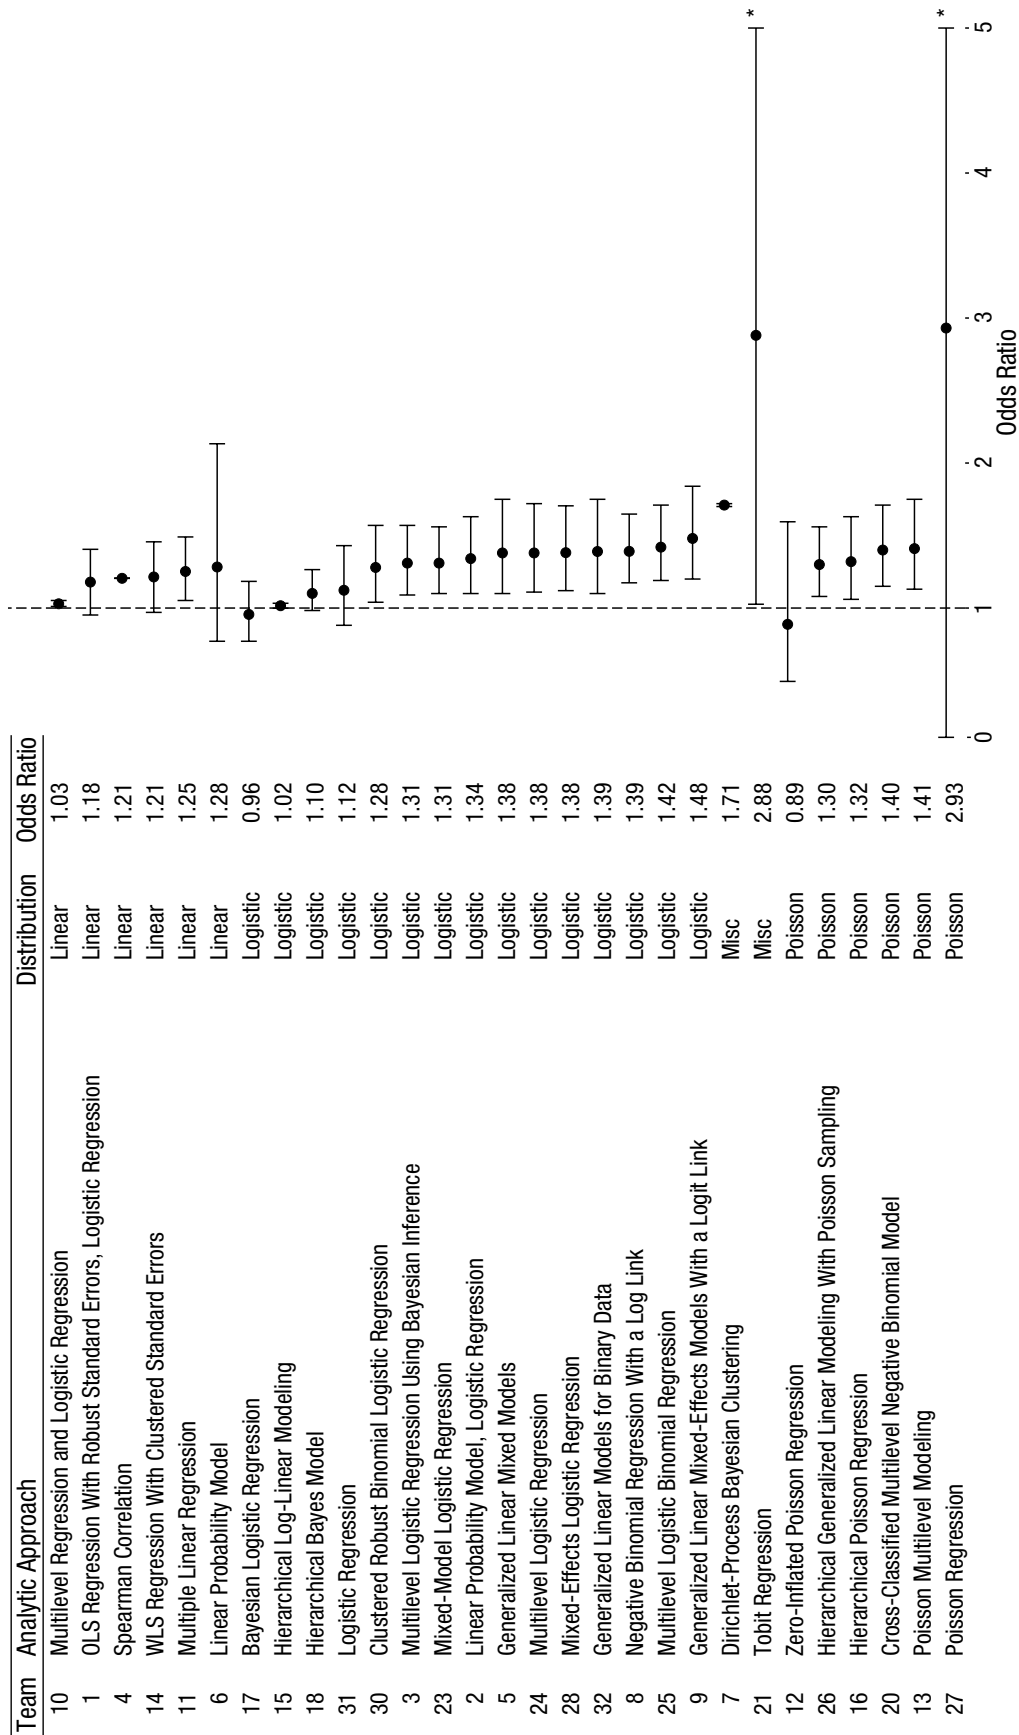 Team Analytic Approach Distribution Odds Ratio
10 Multilevel Regression and Logistic Regression Linear 1.03
1 OLS Regression With Robust Standard Errors, Logistic Regression Linear 1.18
4 Spearman Correlation Linear 1.21
14 WLS Regression With Clustered Standard Errors Linear 1.21
11 Multiple Linear Regression Linear 1.25
6 Linear Probability Model Linear 1.28
17 Bayesian Logistic Regression Logistic 0.96
15 Hierarchical Log-Linear Modeling Logistic 1.02
18 Hierarchical Bayes Model Logistic 1.10
31 Logistic Regression Logistic 1.12
30 Clustered Robust Binomial Logistic Regression Logistic 1.28
3 Multilevel Logistic Regression Using Bayesian Inference Logistic 1.31
23 Mixed-Model Logistic Regression Logistic 1.31
2 Linear Probability Model, Logistic Regression Logistic 1.34
5 Generalized Linear Mixed Models Logistic 1.38
24 Multilevel Logistic Regression Logistic 1.38
28 Mixed-Effects Logistic Regression Logistic 1.38
32 Generalized Linear Models for Binary Data Logistic 1.39
8 Negative Binomial Regression With a Log Link Logistic 1.39
25 Multilevel Logistic Binomial Regression Logistic 1.42
9 Generalized Linear Mixed-Effects Models With a Logit Link Logistic 1.48
7 Dirichlet-Process Bayesian Clustering Misc 1.71
21 Tobit Regression Misc 2.88 *
12 Zero-Inflated Poisson Regression Poisson 0.89
26 Hierarchical Generalized Linear Modeling With Poisson Sampling Poisson 1.30
16 Hierarchical Poisson Regression Poisson 1.32
20 Cross-Classified Multilevel Negative Binomial Model Poisson 1.40
13 Poisson Multilevel Modeling Poisson 1.41
27 Poisson Regression Poisson 2.93 *
0 1 2 3 4 5
Odds Ratio